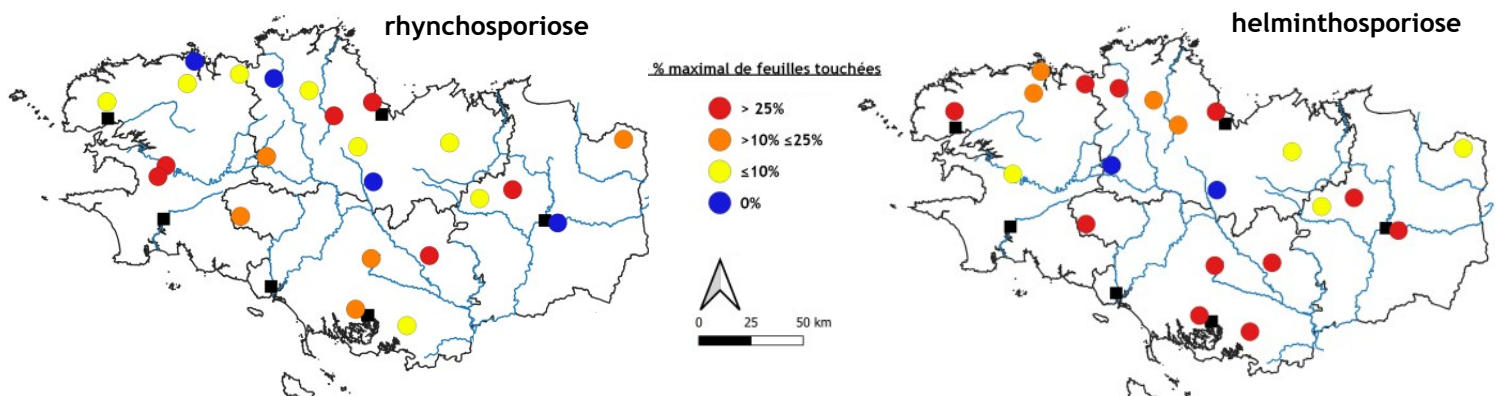 rhynchosporiose
helminthosporiose
% maximal de feuilles touchées
> 25%
>10% ≤25%
≤10%
0%
0 25 50 km